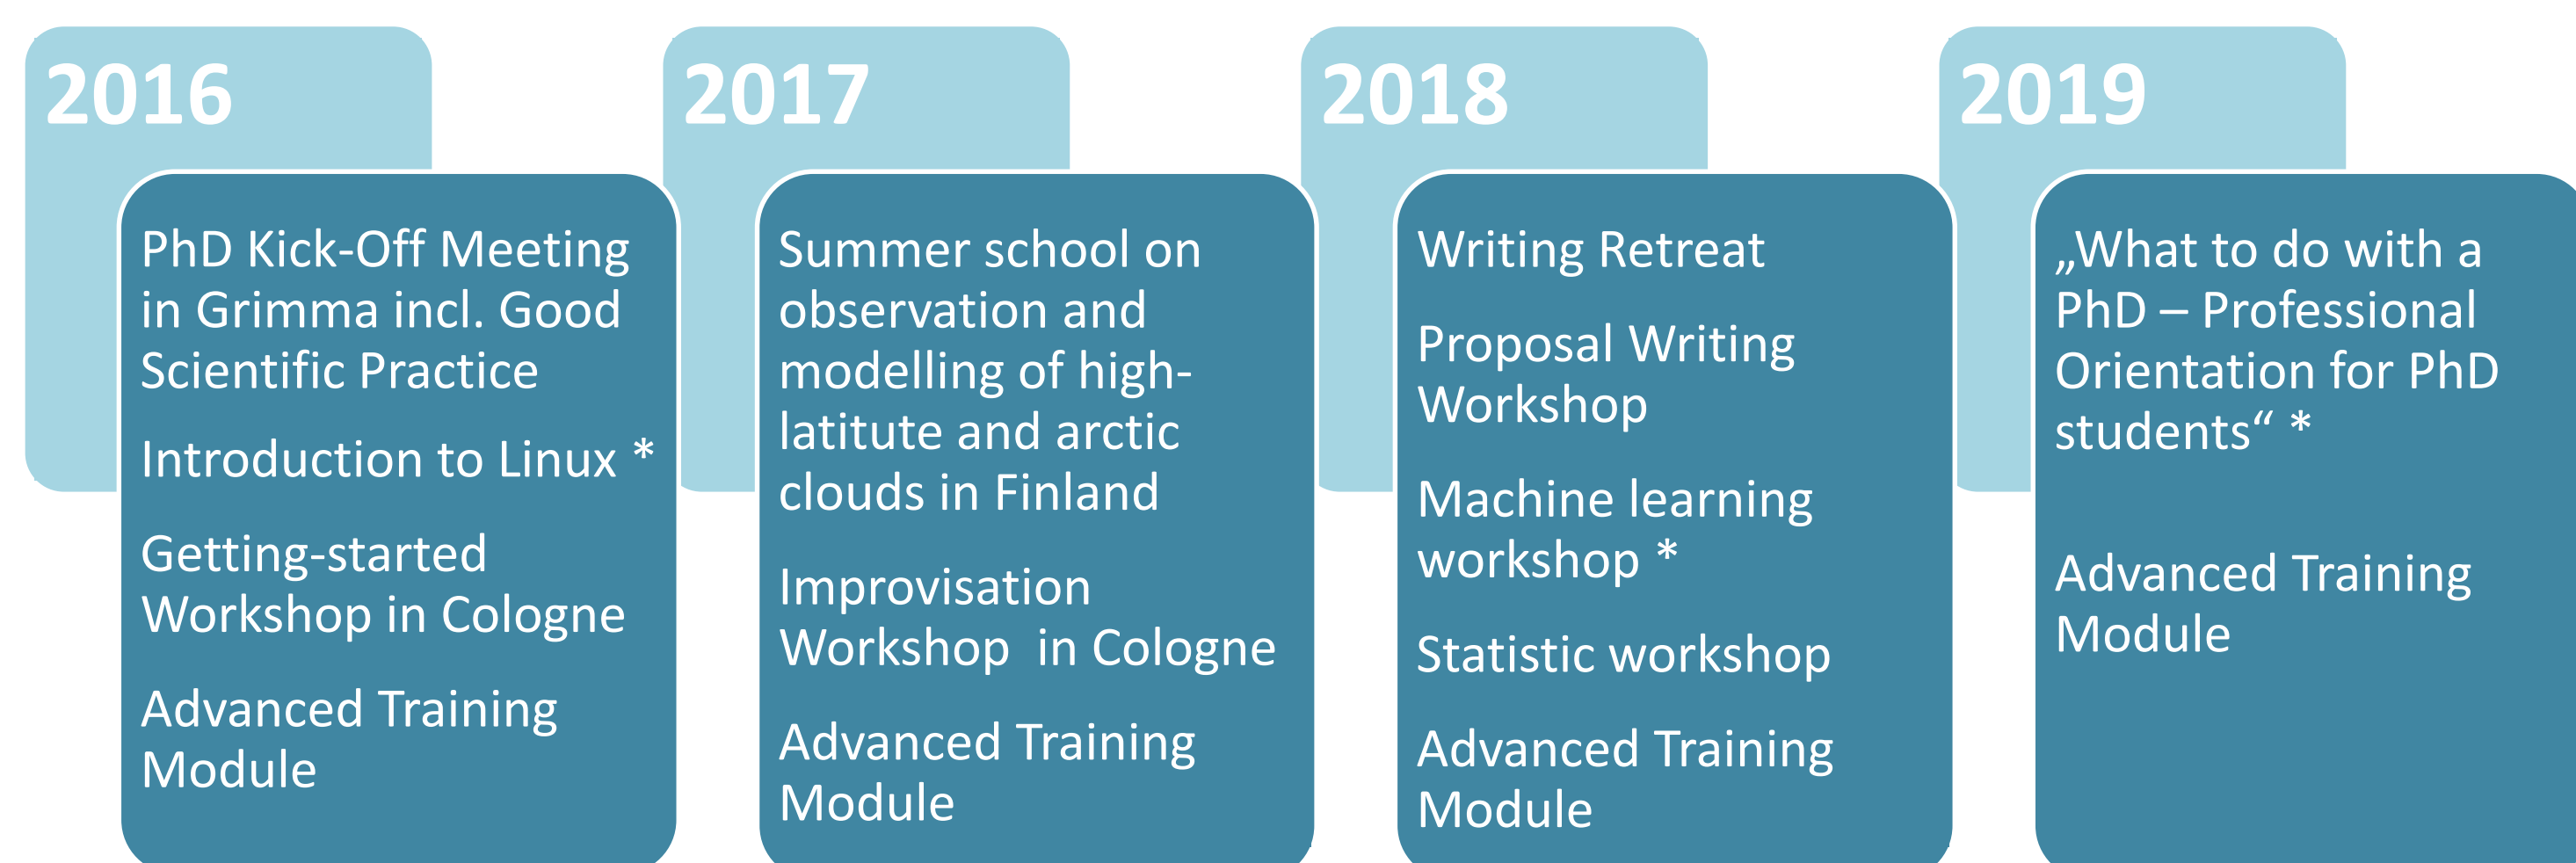 2016
PhD Kick-Off Meeting
in Grimma incl. Good
Scientific Practice
Introduction to Linux *
Getting-started
Workshop in Cologne
Advanced Training
Module
2017
Summer school on
observation and
modelling of high-
latitute and arctic
clouds in Finland
Improvisation
Workshop  in Cologne
Advanced Training
Module
2018
Writing Retreat
Proposal Writing
Workshop
Machine learning
workshop *
Statistic workshop
Advanced Training
Module
2019
„What to do with a
PhD – Professional
Orientation for PhD
students“ *
Advanced Training
Module